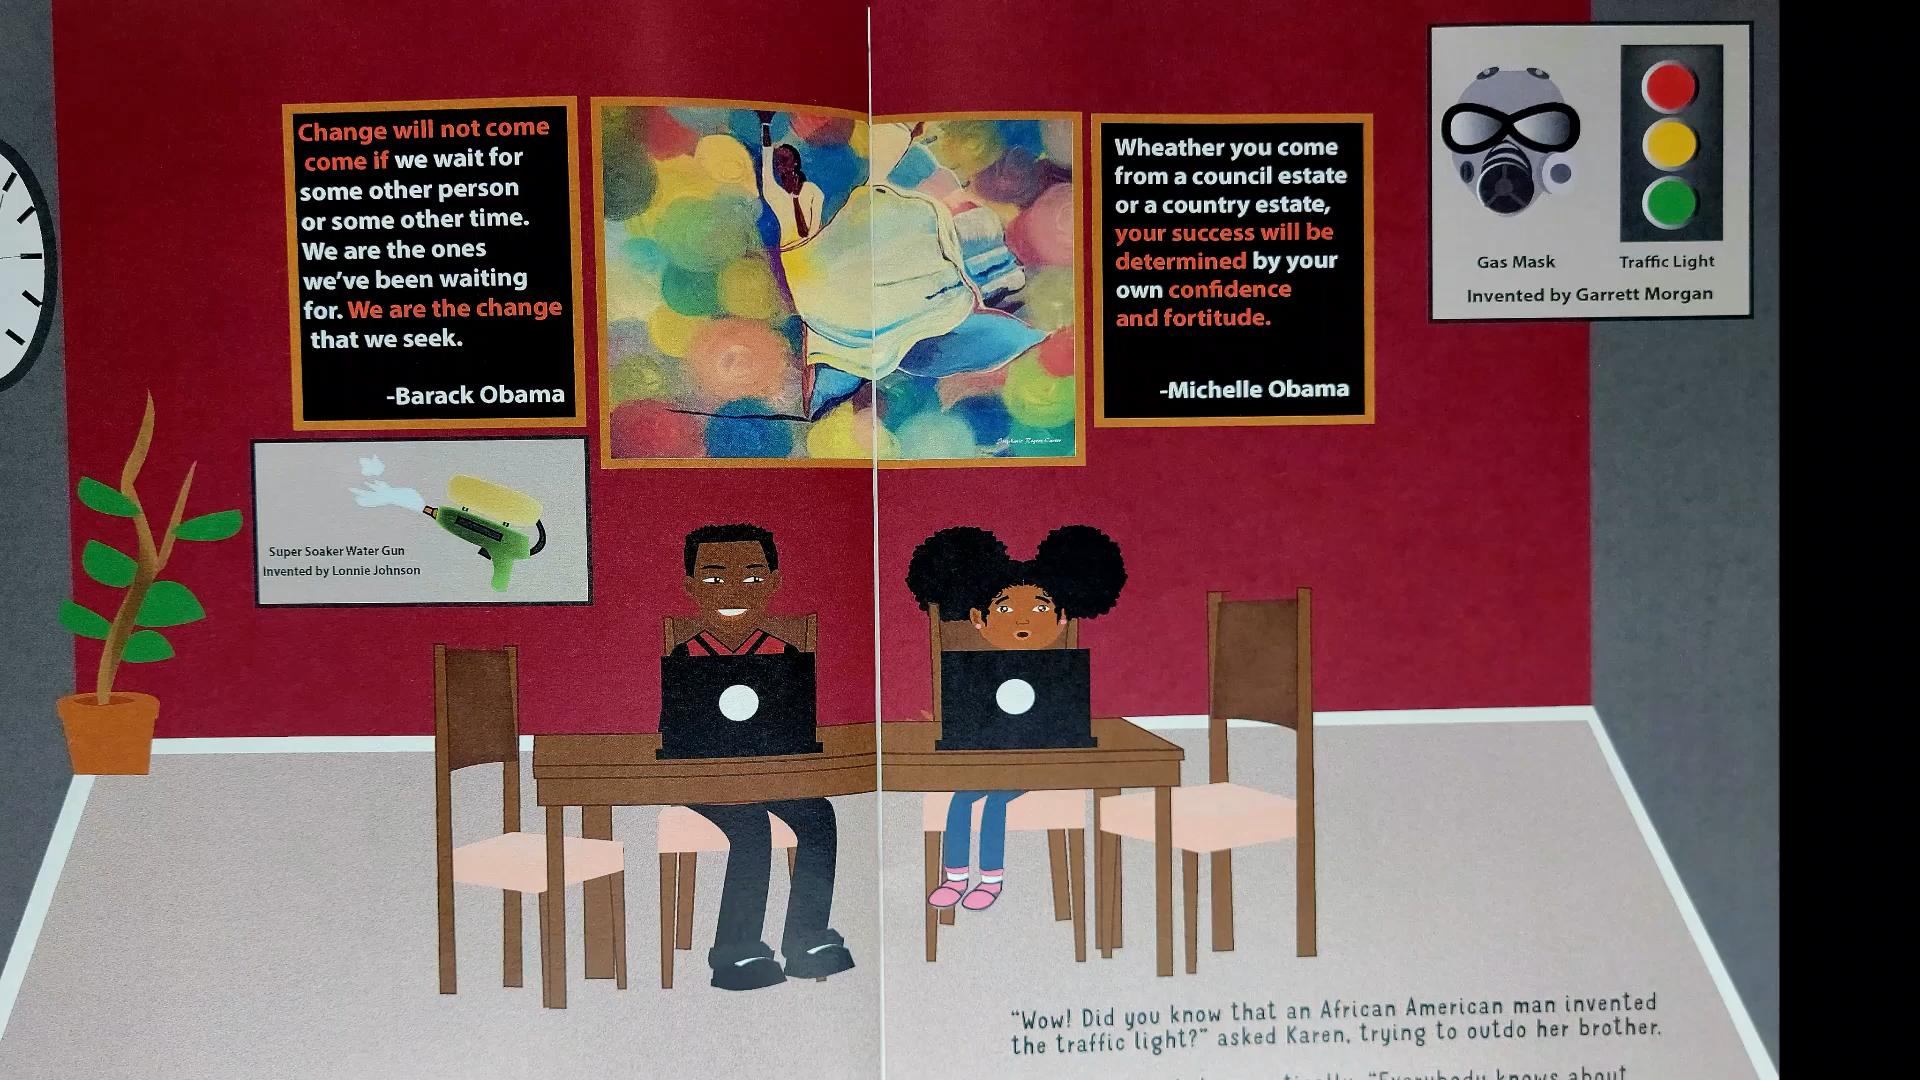 Change will not come
come if we wait for
some other person
or some other time.
We are the ones
we've been waiting
for. We are the change
that we seek.
-Barack Obama
Wheather you come
from a council estate
or a country estate,
your success will be
determined by your
own confidence
and fortitude.
-Michelle Obama
Gas Mask
Traffic Light
Invented by Garrett Morgan
Super Soaker Water Gun
Invented by Lonnie Johnson
“Wow! Did you know that an African American man invented
the traffic light?” asked Karen, trying to outdo her brother.
“Everybody knows about